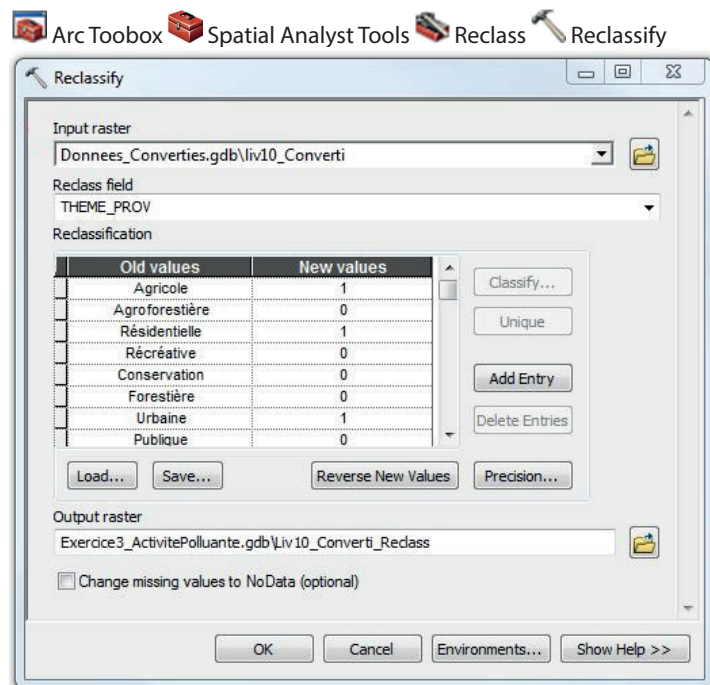 Arc Toobox Spatial Analyst Tools Reclass Reclassify
Reclassify
Input raster
Donnees_Converties.gdb\liv10_Converti
Reclass field
THEME_PROV
Reclassification
Old values New values
Agricole 1
Agroforestière 0
Résidentielle 1
Récréative 0
Conservation 0
Forestière 0
Urbaine 1
Publique 0
Classify...
Unique
Add Entry
Delete Entries
Load... Save... Reverse New Values Precision...
Output raster
Exercice3_ActivitePolluante.gdb\Liv10_Converti_Reclass
Change missing values to NoData (optional)
OK Cancel Environments... Show Help >>